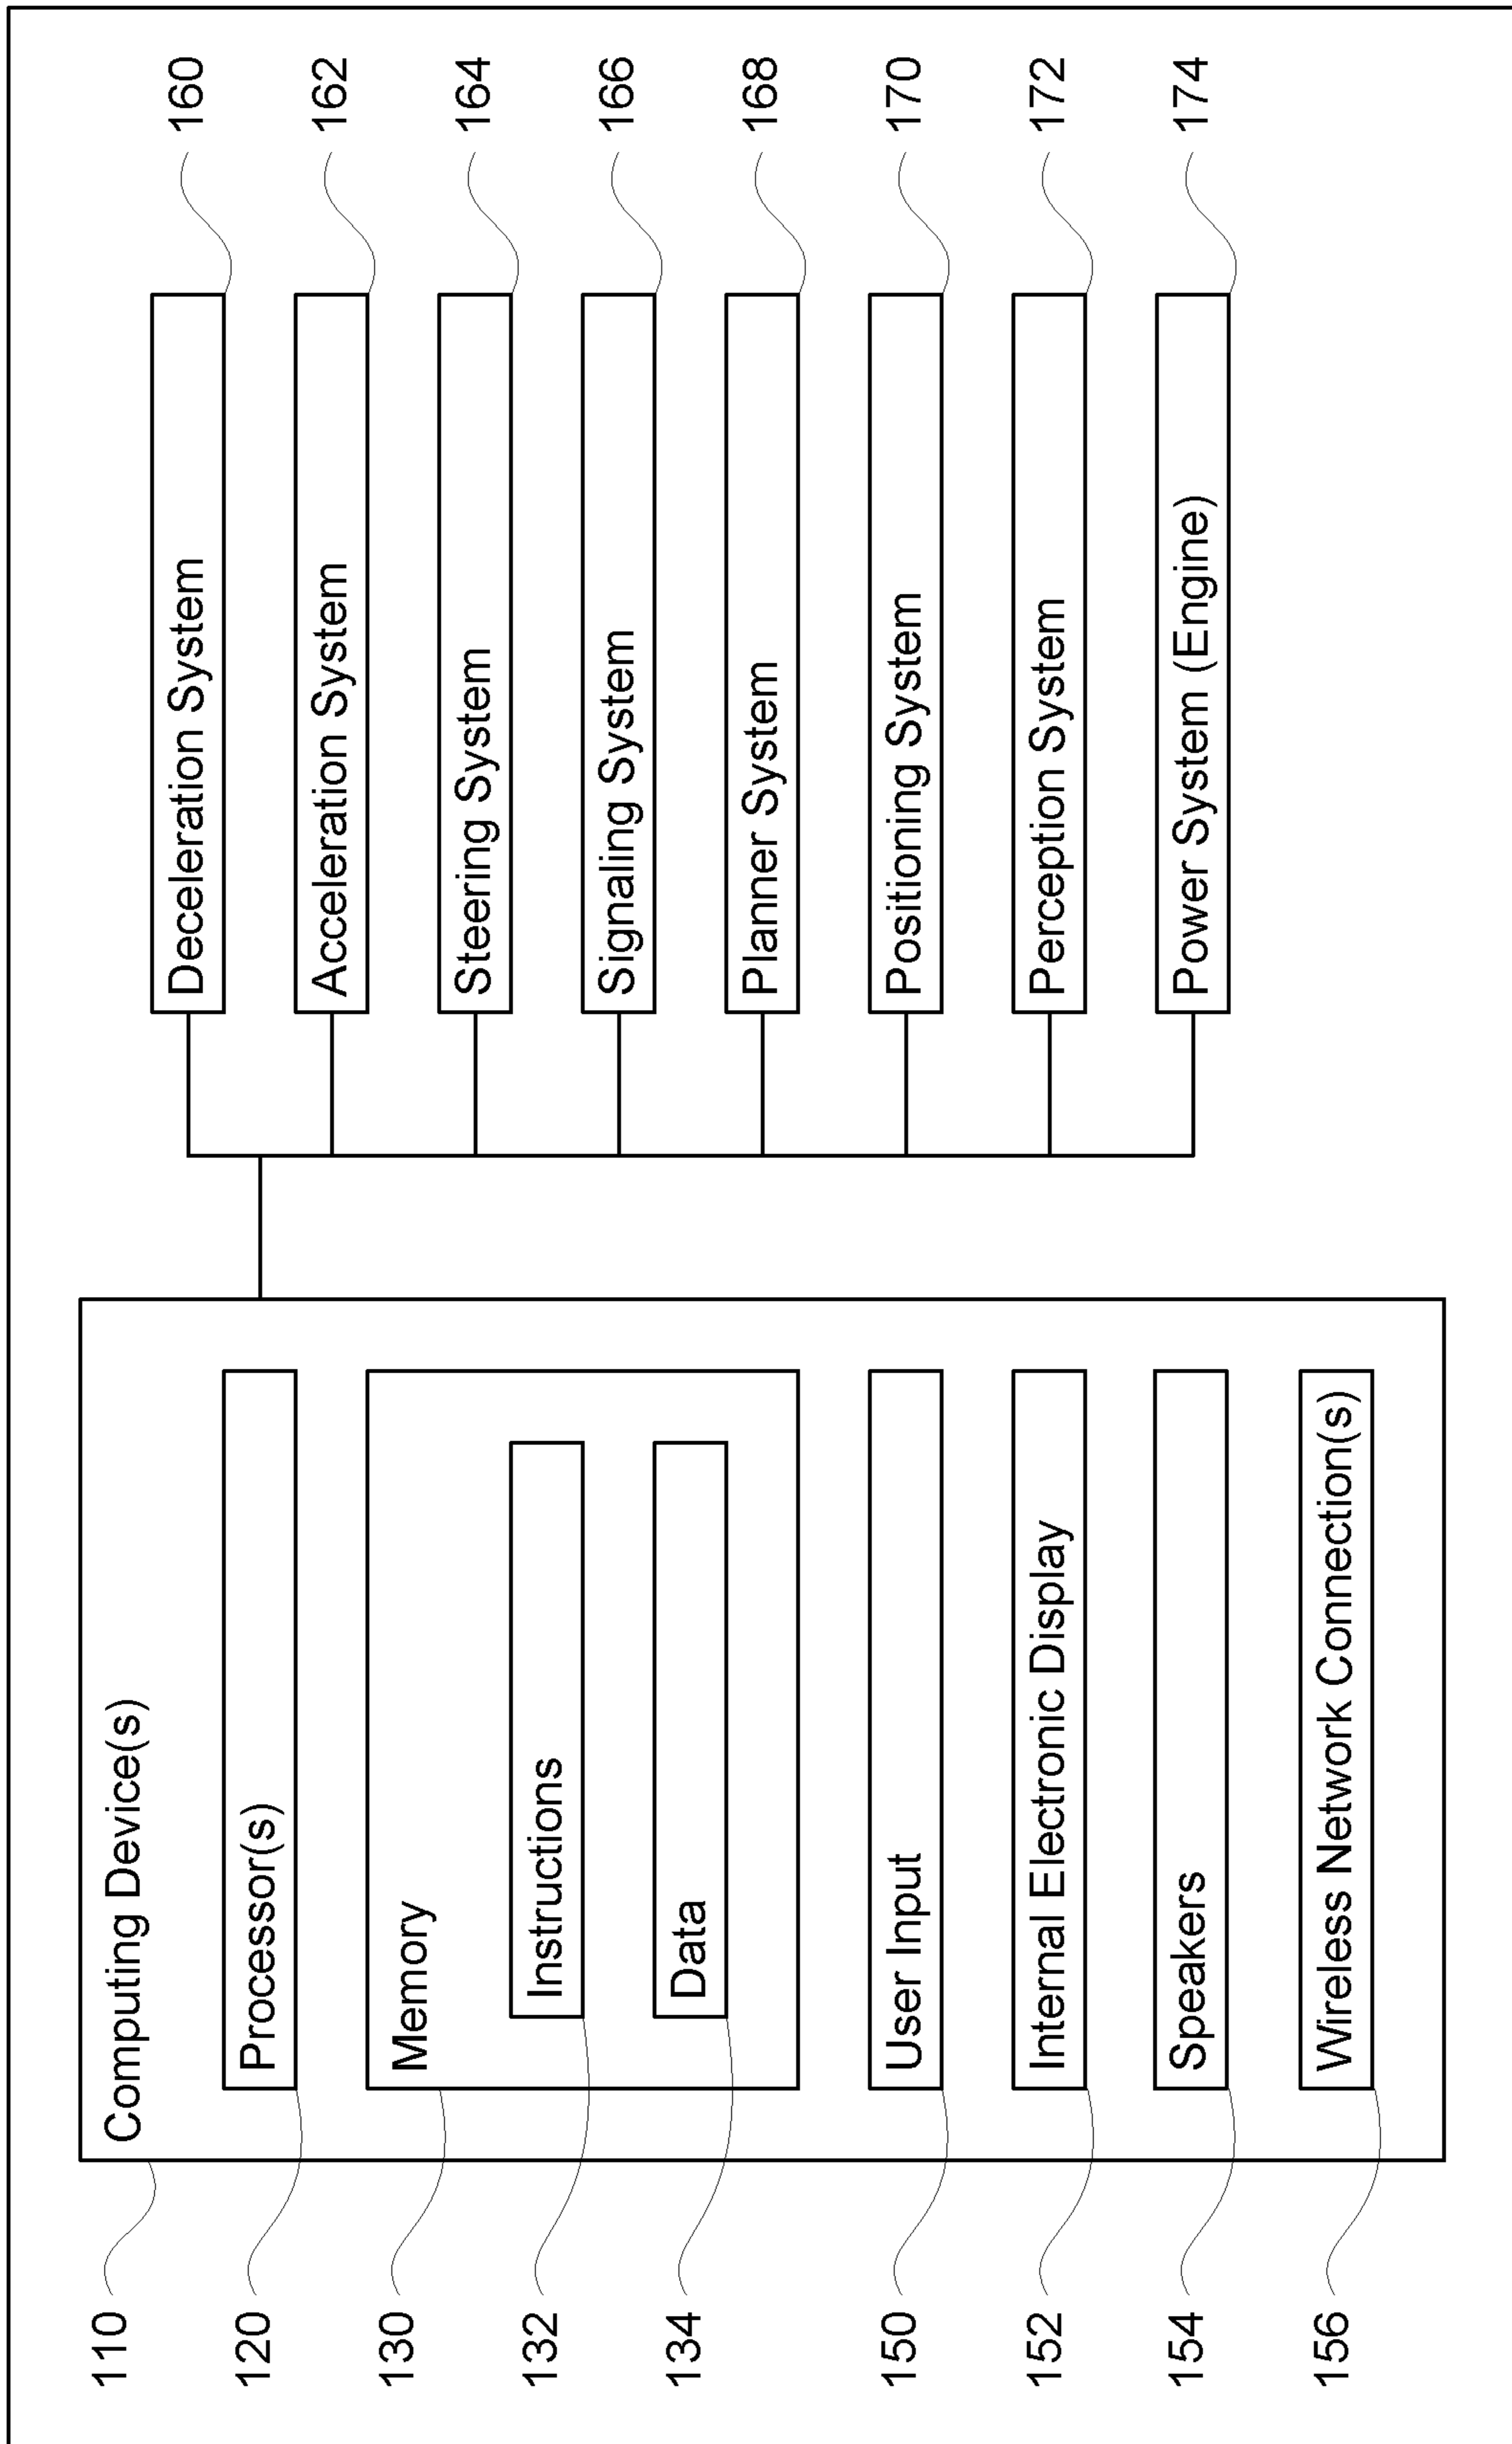 110
Computing Device(s)
120
Processor(s)
130
Memory
132
Instructions
134
Data
150
User Input
152
Internal Electronic Display
154
Speakers
156
Wireless Network Connection(s)
Deceleration System
160
Acceleration System
162
Steering System
164
Signaling System
166
Planner System
168
Positioning System
170
Perception System
172
Power System (Engine)
174